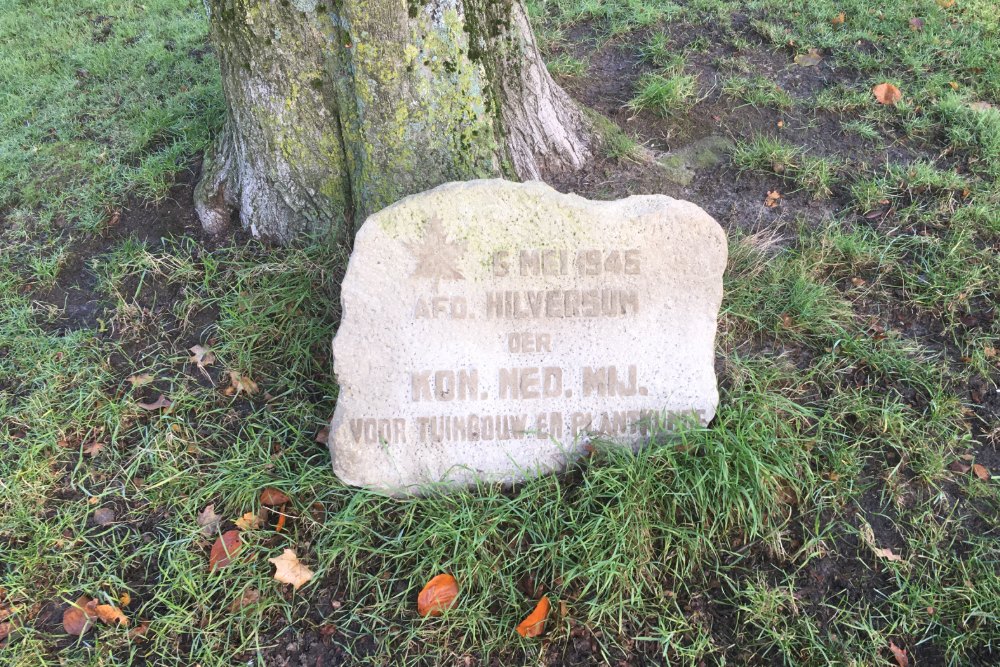 5 MEI 1945
AFD. HILVERSUM
DER
KON. NED. MIJ.
VOOR TUINBOUW EN PLANTKUNDE